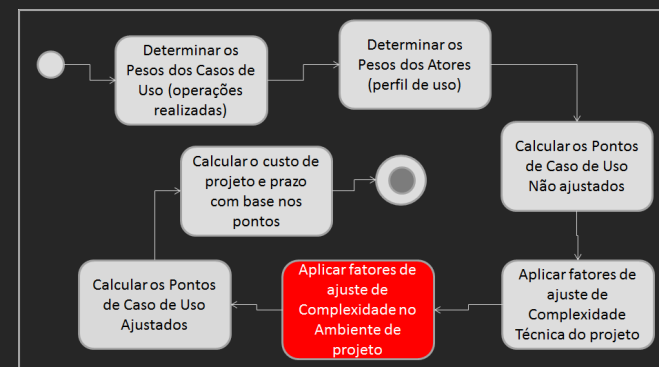 Determinar os
Pesos dos Casos de
Uso (operações
realizadas)
Determinar os
Pesos dos Atores
(perfil de uso)
Calcular os Pontos
de Caso de Uso
Não ajustados
Aplicar fatores de
ajuste de
Complexidade
Técnica do projeto
Aplicar fatores de
ajuste de
Complexidade no
Ambiente de
projeto
Calcular os Pontos
de Caso de Uso
Ajustados
Calcular o custo de
projeto e prazo
com base nos
pontos